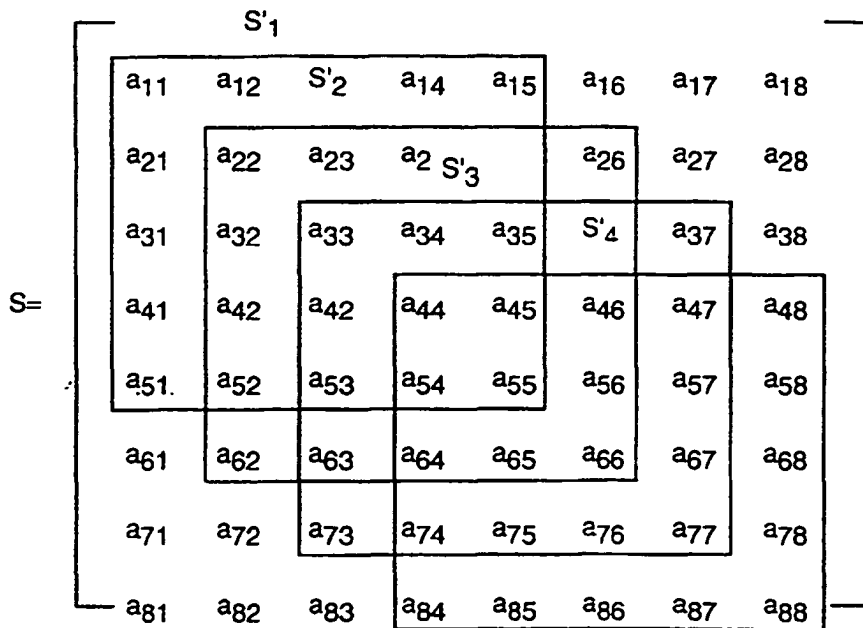 S'1
a11 a12 S'2 a14 a15 a16 a17 a18
a21 a22 a23 a2 S'3 a26 a27 a28
a31 a32 a33 a34 a35 S'4 a37 a38
S= a41 a42 a42 a44 a45 a46 a47 a48
a51 a52 a53 a54 a55 a56 a57 a58
a61 a62 a63 a64 a65 a66 a67 a68
a71 a72 a73 a74 a75 a76 a77 a78
a81 a82 a83 a84 a85 a86 a87 a88